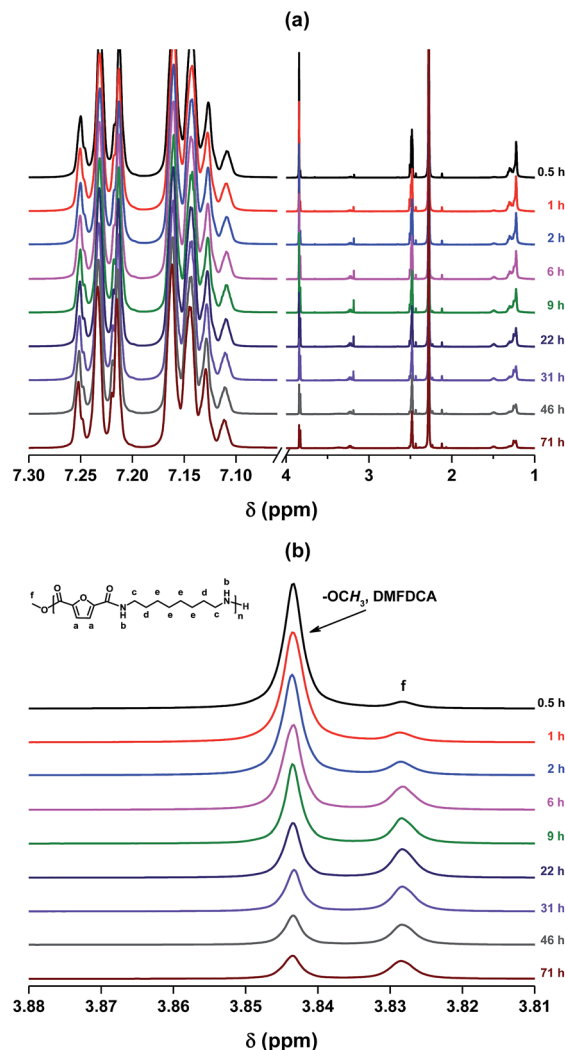 (a)
0.5 h
1 h
2 h
6 h
9 h
22 h
31 h
46 h
71 h
7.30 7.25 7.20 7.15 7.10 4 3 2 1
δ (ppm)
(b)
f O O N H b c d e e e e d c b H N H n
O O a a
-OCH3, DMFDCA
f
0.5 h
1 h
2 h
6 h
9 h
22 h
31 h
46 h
71 h
3.88 3.87 3.86 3.85 3.84 3.83 3.82 3.81
δ (ppm)